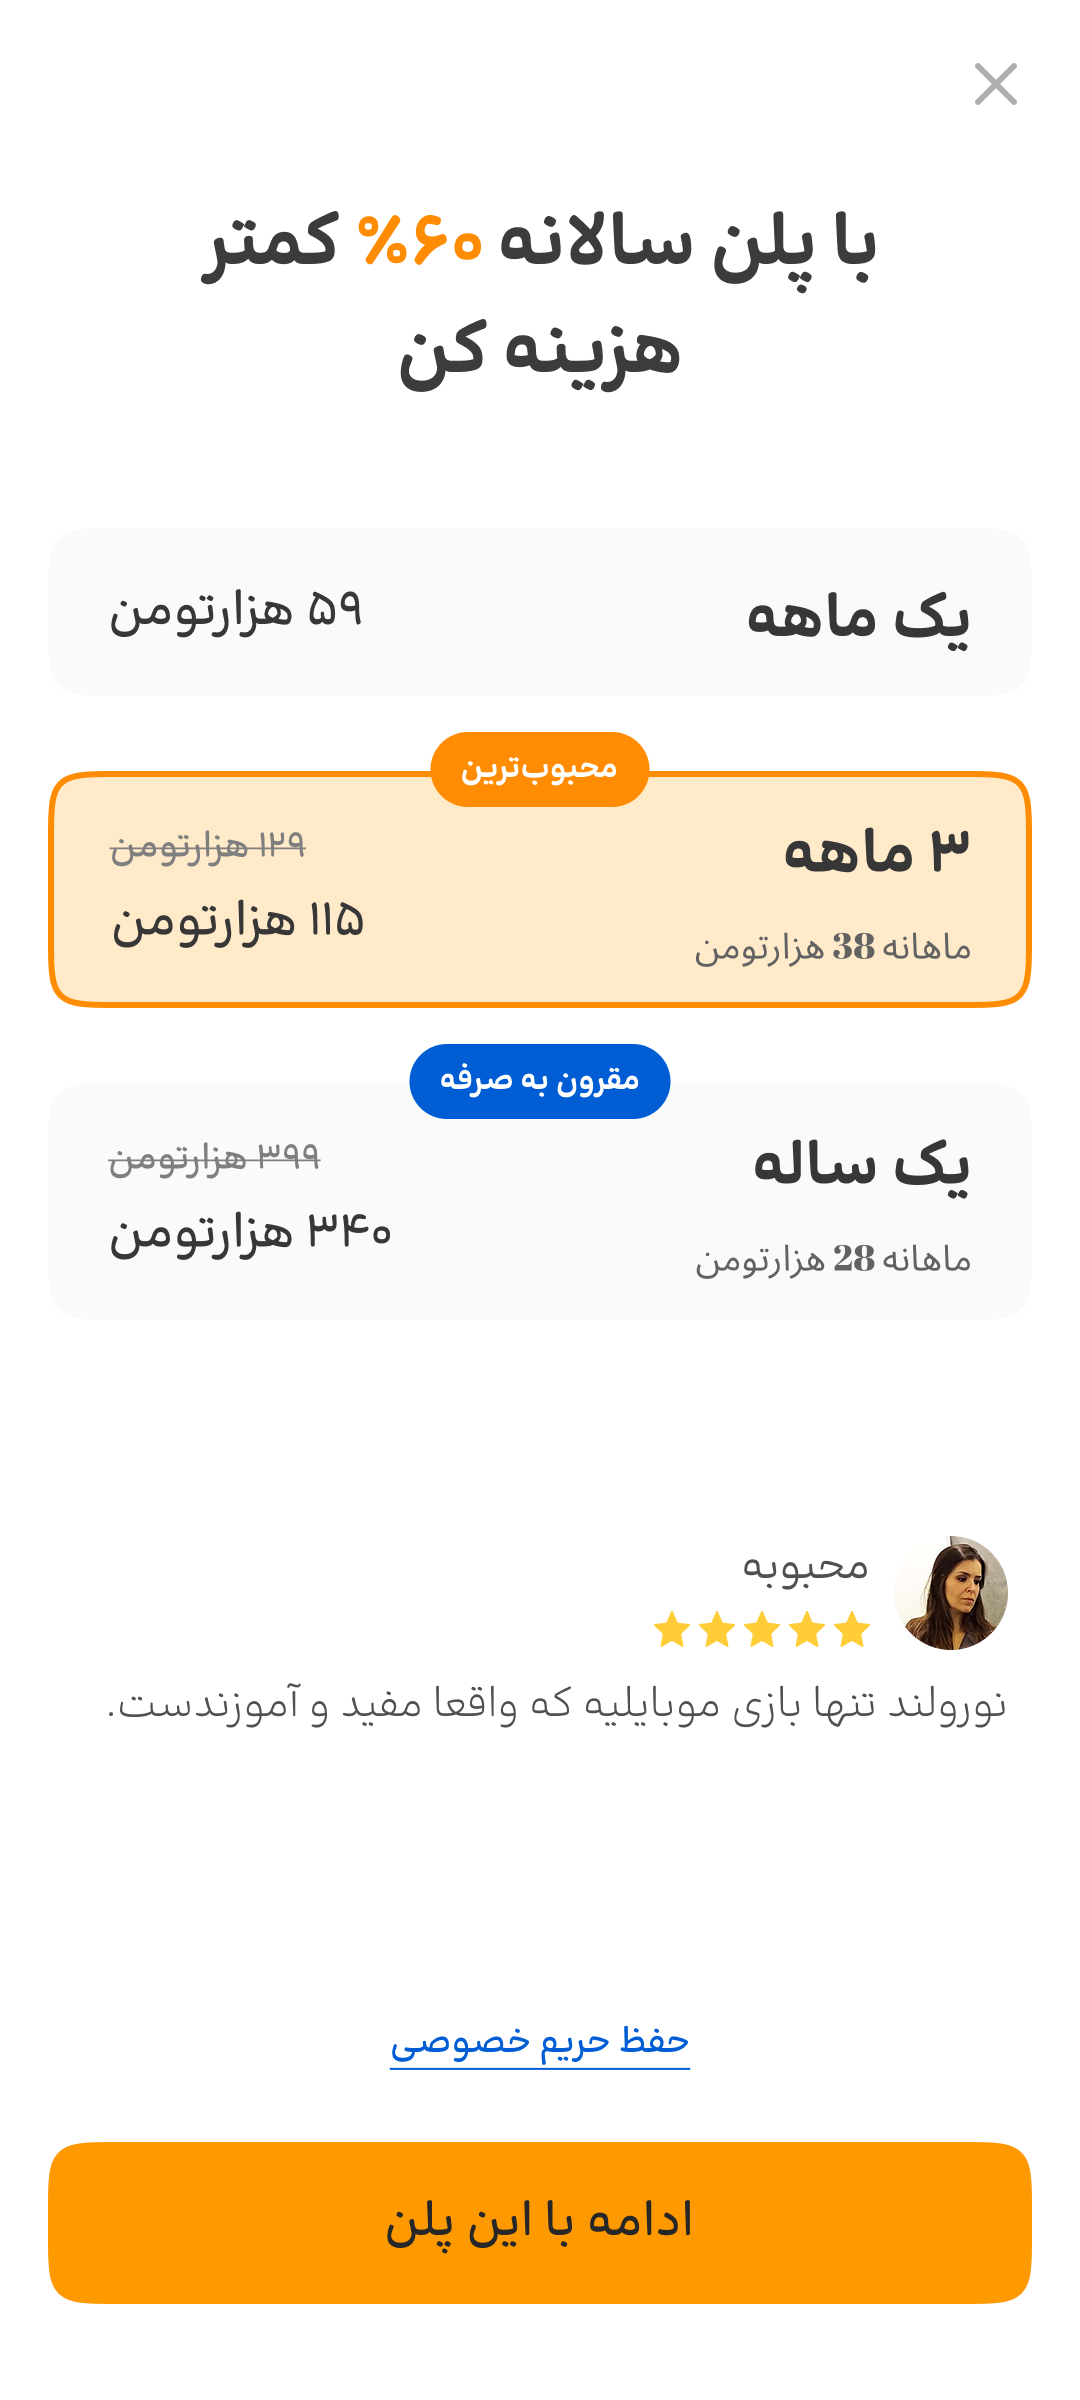 با پلن سالانه ۶۰% کمتر
هزینه کن
یک ماهه
۵۹ هزارتومن
محبوب‌ترین
۳ ماهه
۱۲۹ هزارتومن
۱۱۵ هزارتومن
ماهانه 38 هزارتومن
مقرون به صرفه
یک ساله
۳۹۹ هزارتومن
۳۴۰ هزارتومن
ماهانه 28 هزارتومن
محبوبه
نورولند تنها بازی موبایلیه که واقعا مفید و آموزندست.
حفظ حریم خصوصی
ادامه با این پلن